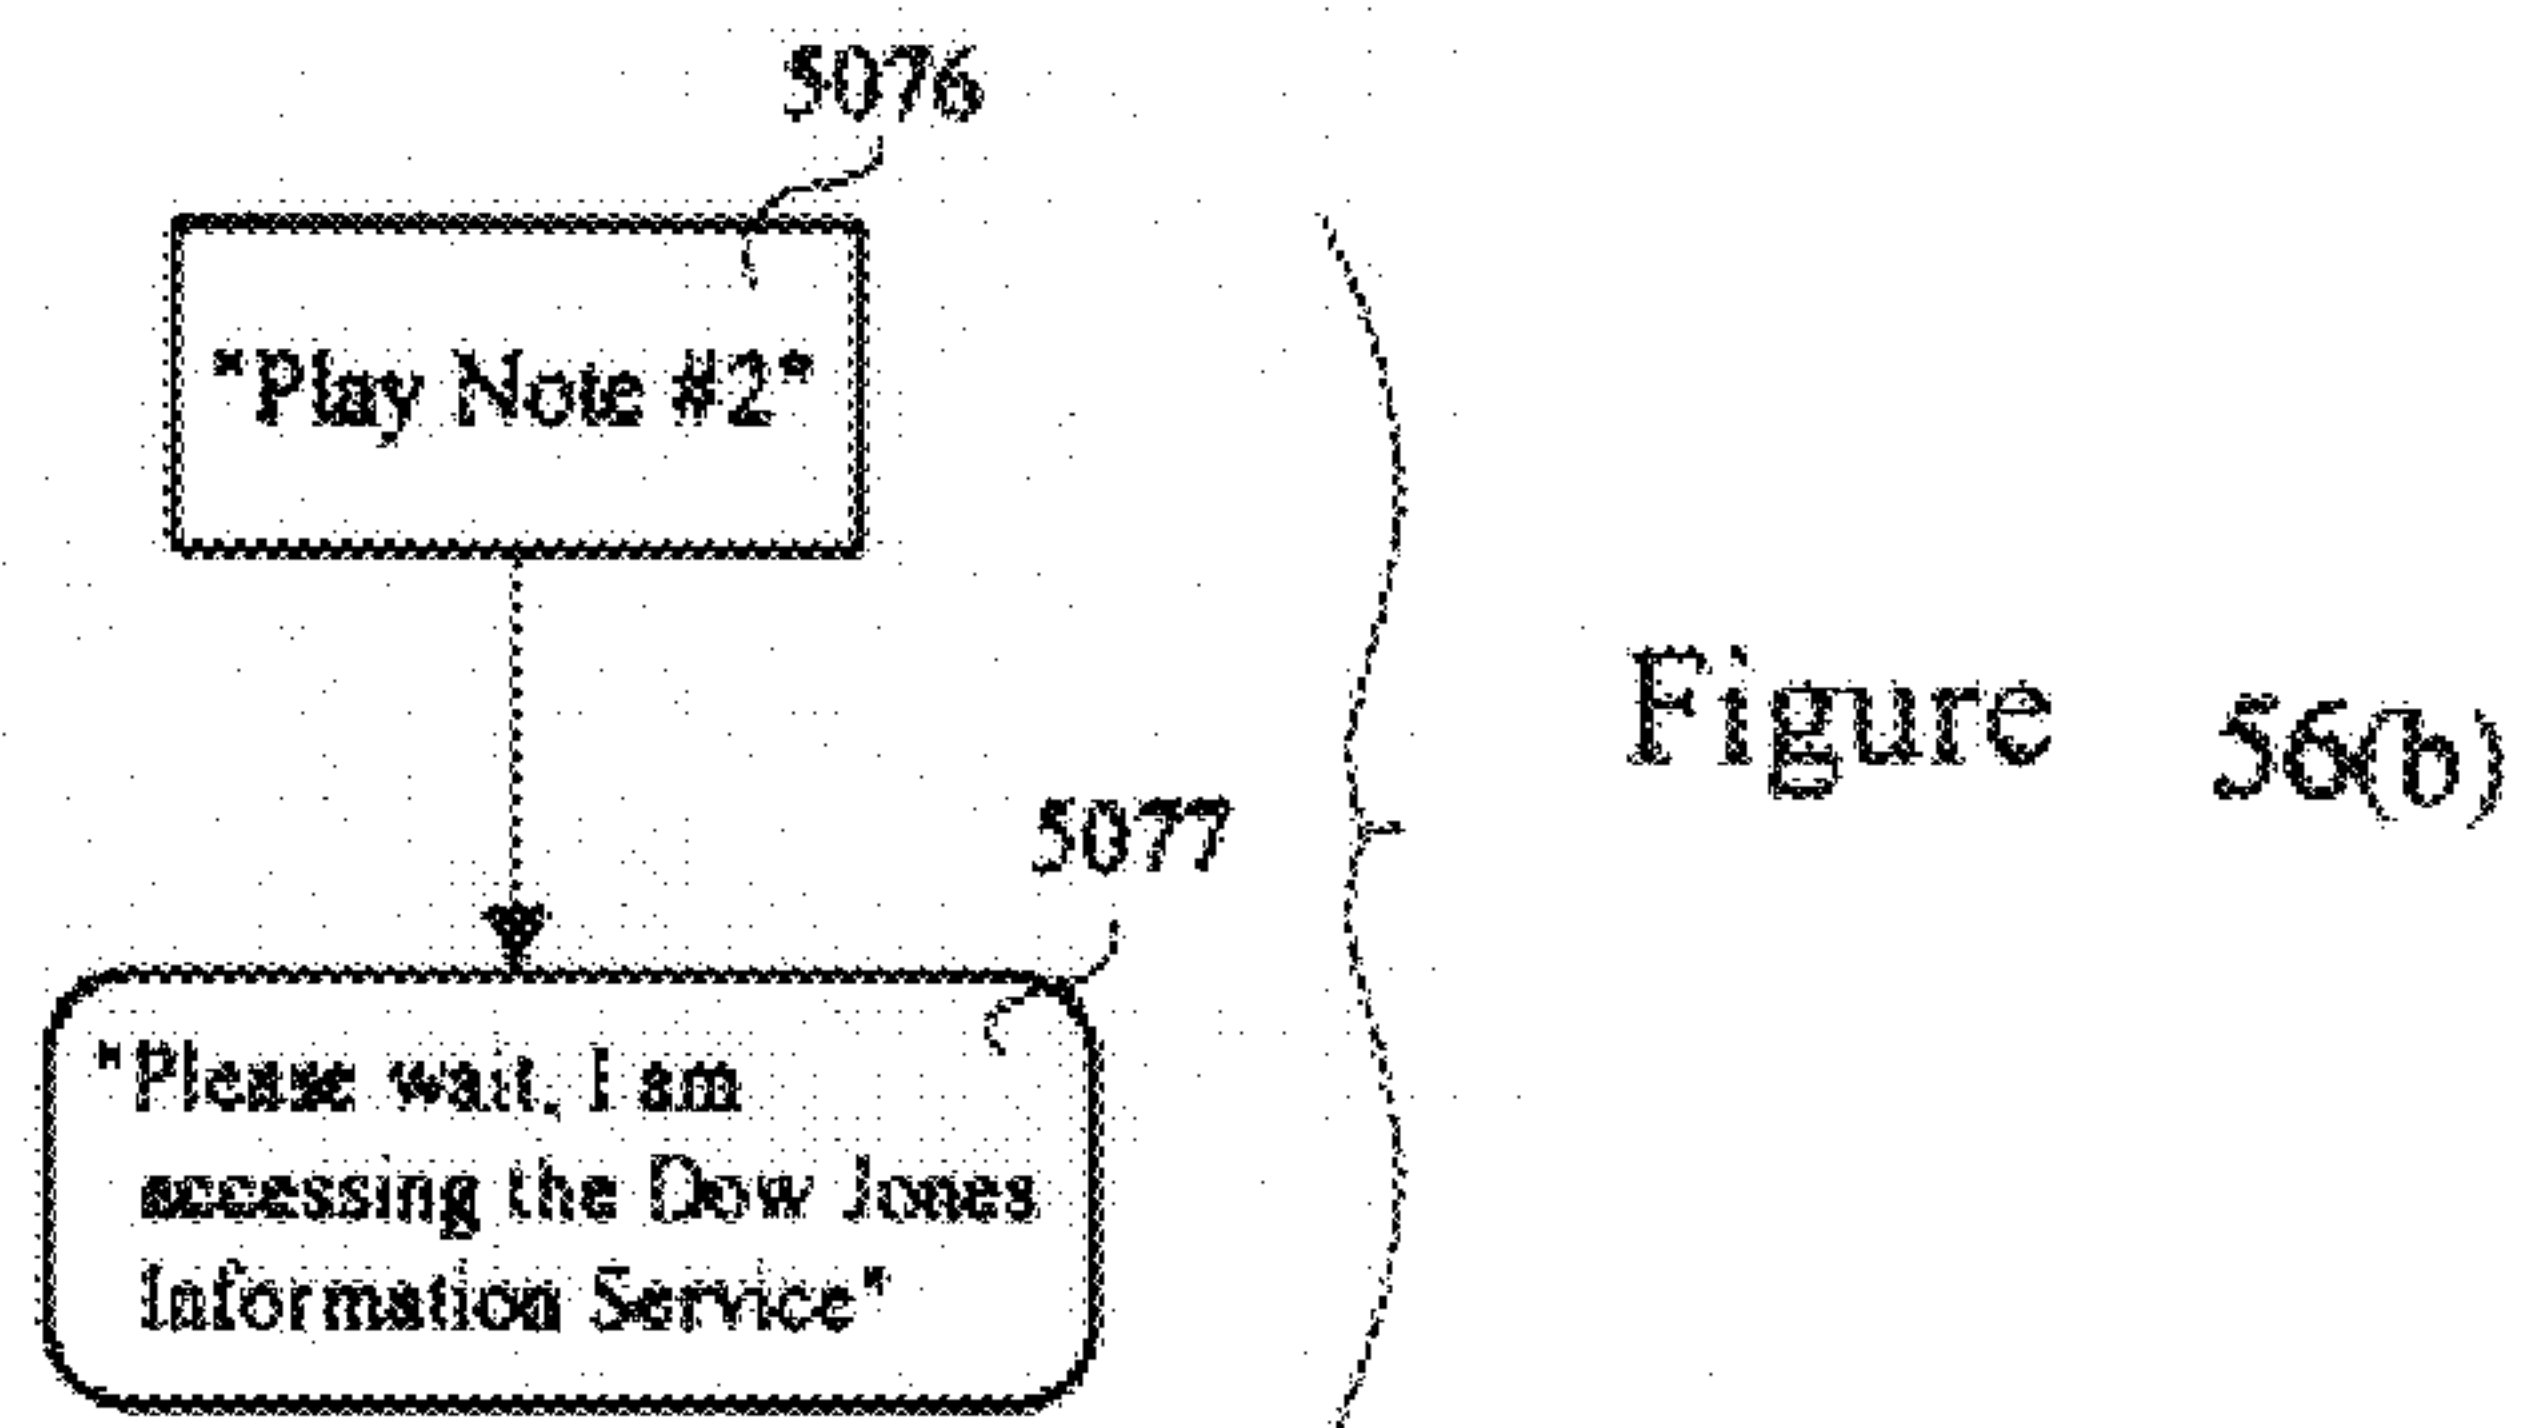 5076
"Play Note #2"
Figure 56(b)
5077
"Please wait, I am
accessing the Dow Jones
Information Service"